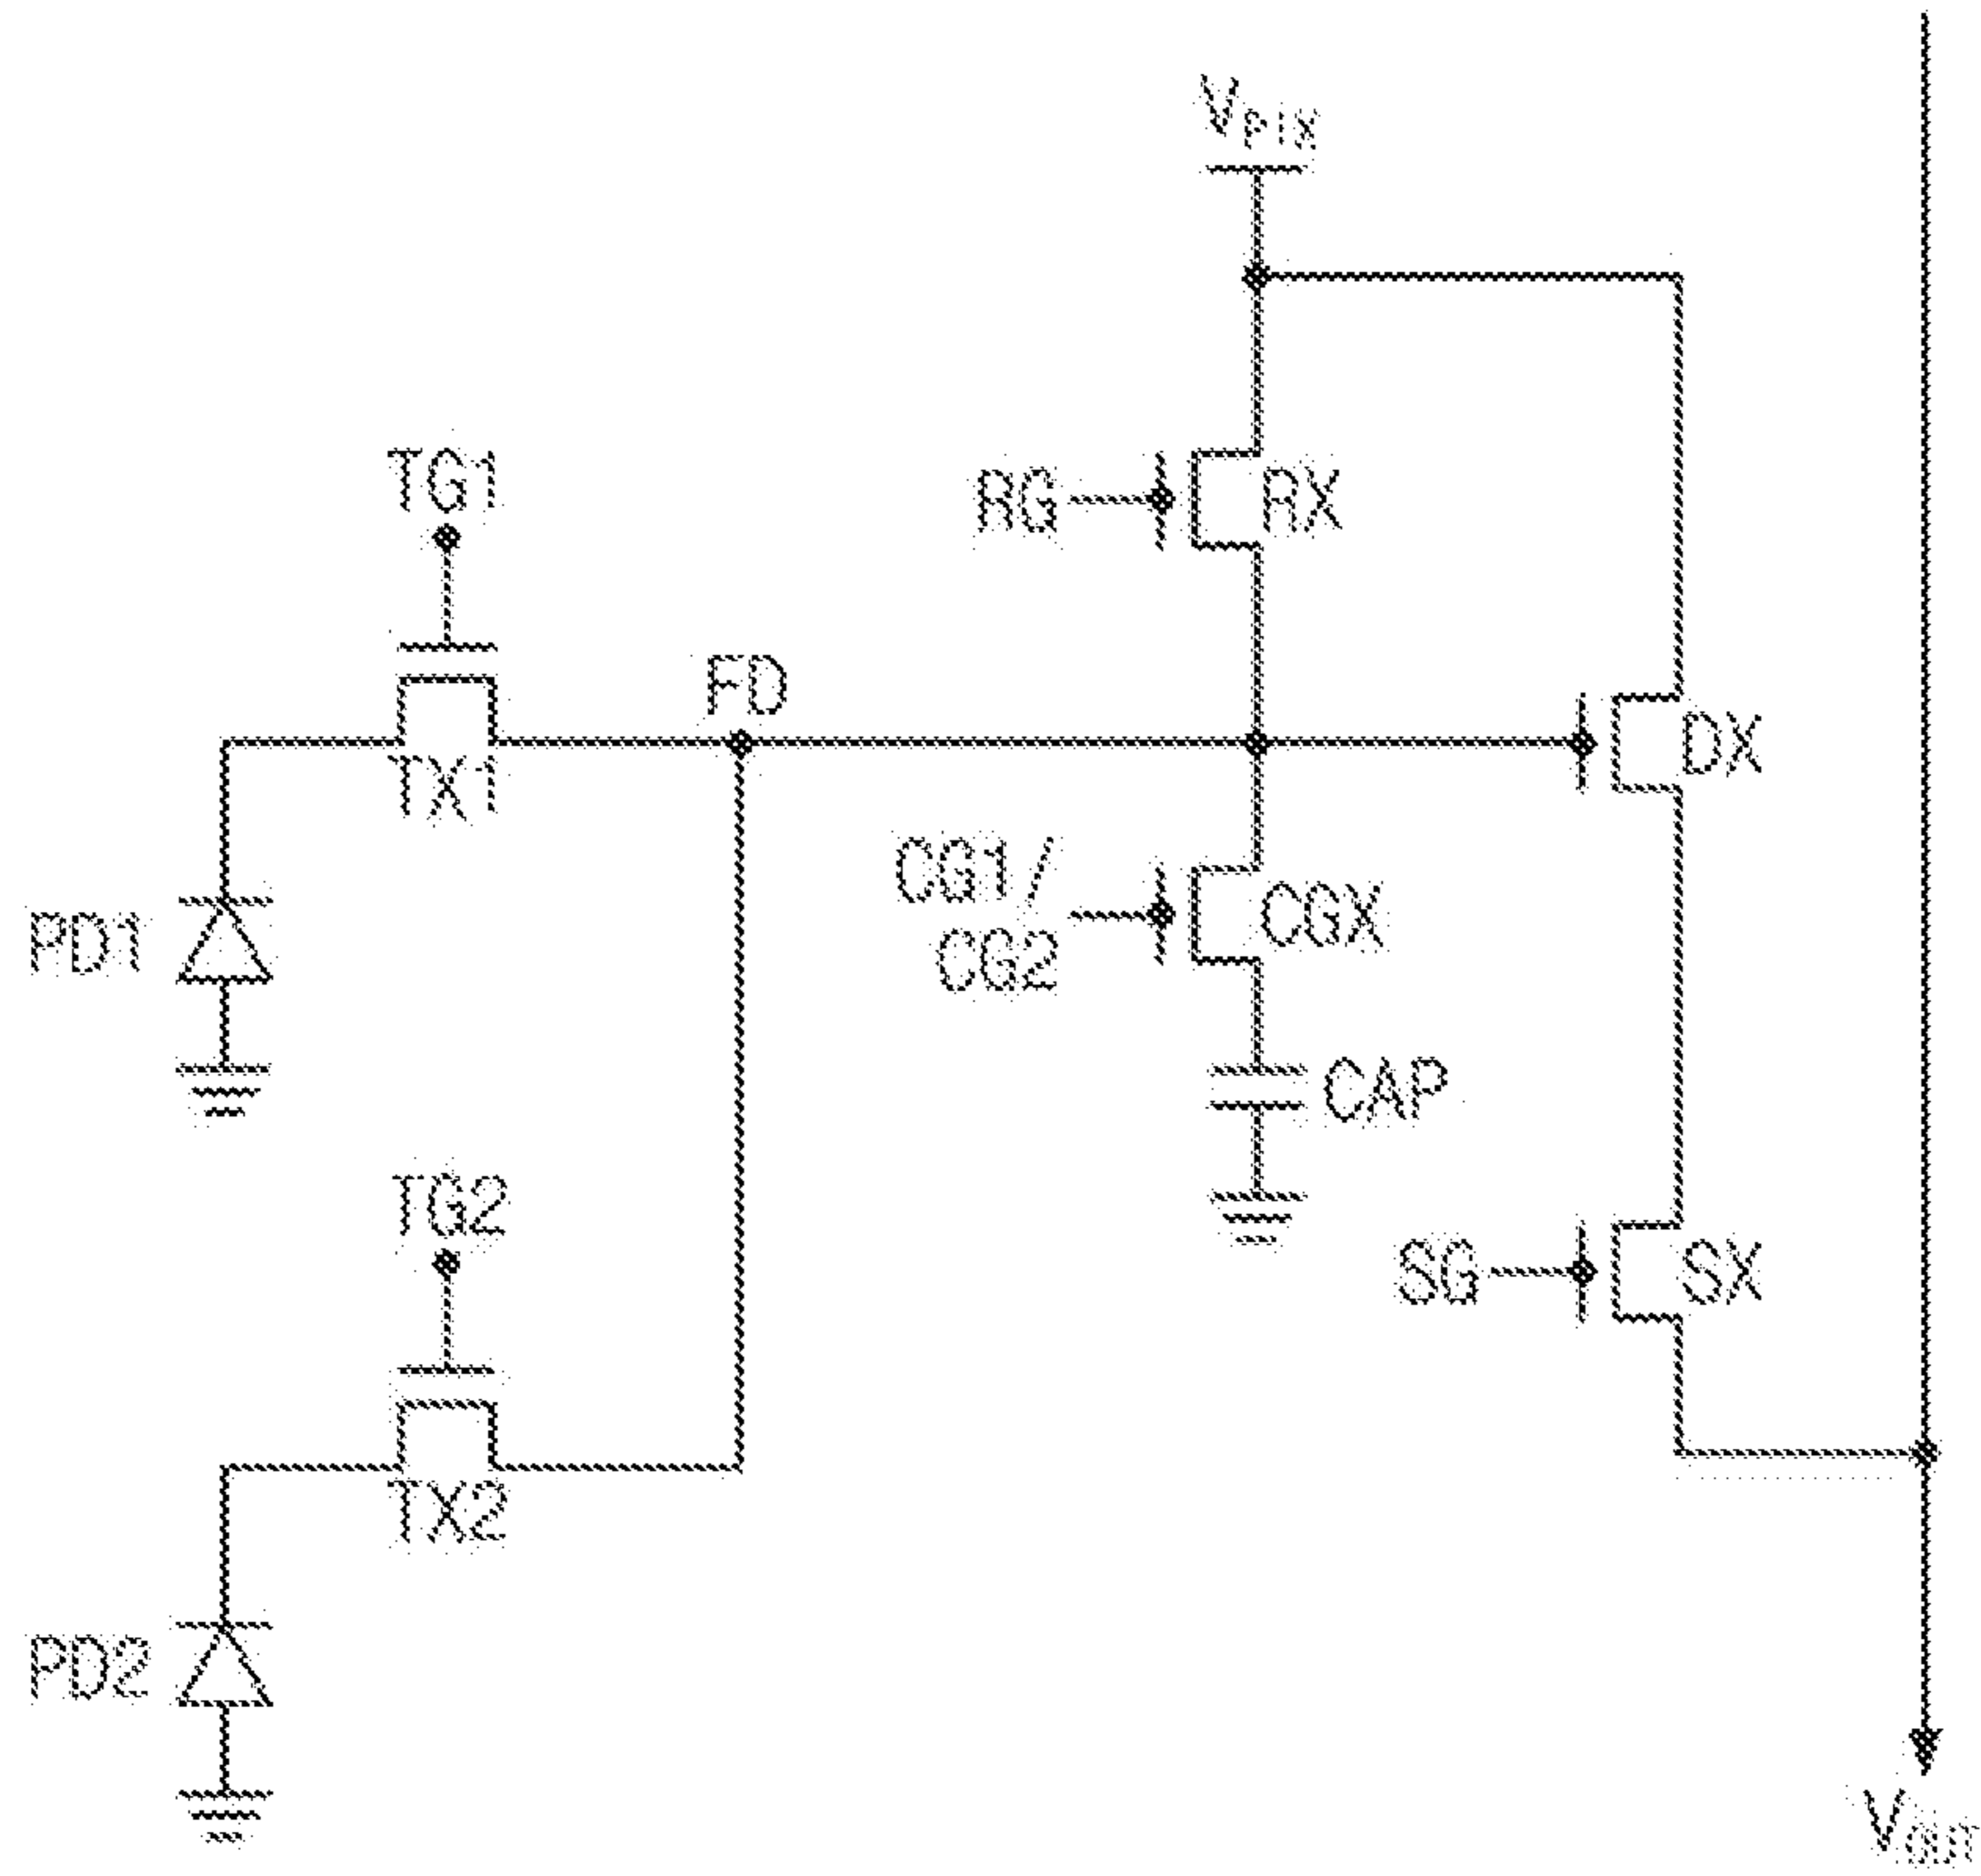 VPIX
TG1
RG
RX
FD
TX1
DX
CG1/
CG2
CGX
PD1
CAP
TG2
SG
SX
TX2
PD2
VOUT